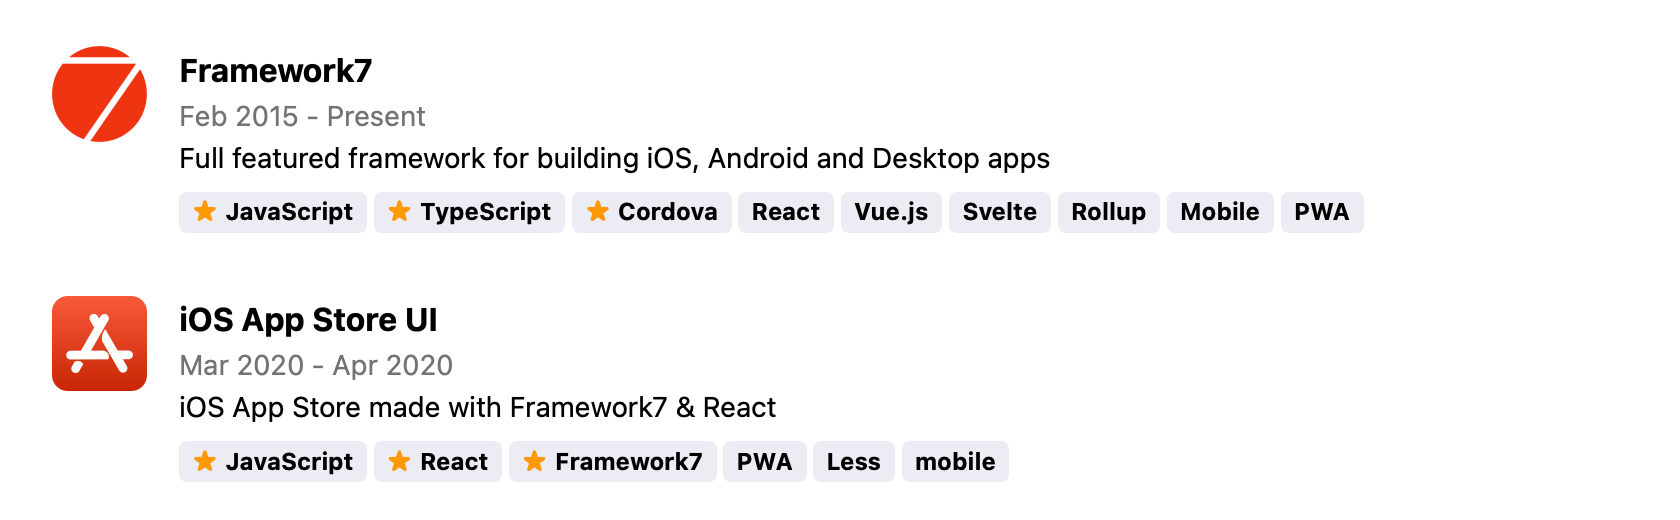 Framework7
Feb 2015 - Present
Full featured framework for building iOS, Android and Desktop apps
JavaScript TypeScript Cordova React Vue.js Svelte Rollup Mobile PWA
iOS App Store UI
Mar 2020 - Apr 2020
iOS App Store made with Framework7 & React
JavaScript React Framework7 PWA Less mobile